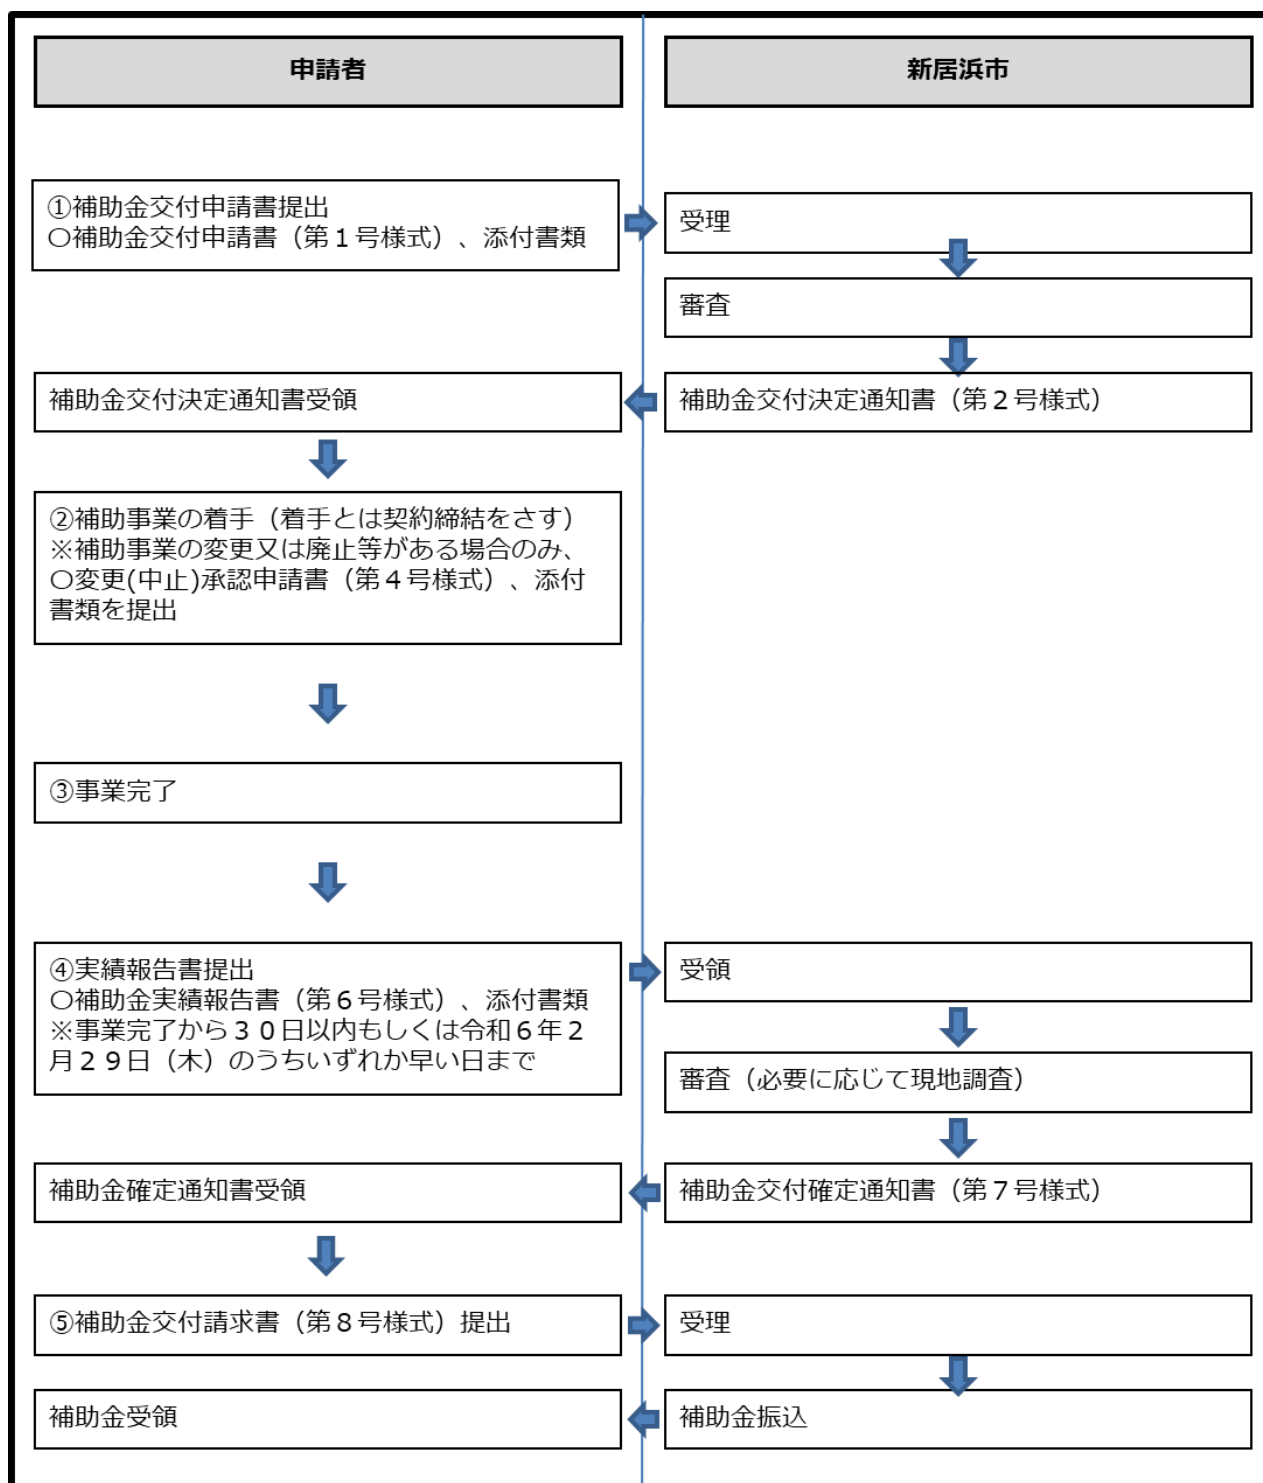 申請者
新居浜市
①補助金交付申請書提出
〇補助金交付申請書（第１号様式）、添付書類
受理
審査
補助金交付決定通知書受領
補助金交付決定通知書（第２号様式）
②補助事業の着手（着手とは契約締結をさす）
※補助事業の変更又は廃止等がある場合のみ、
〇変更(中止)承認申請書（第４号様式）、添付
書類を提出
③事業完了
④実績報告書提出
〇補助金実績報告書（第６号様式）、添付書類
※事業完了から３０日以内もしくは令和６年２
月２９日（木）のうちいずれか早い日まで
受領
審査（必要に応じて現地調査）
補助金確定通知書受領
補助金交付確定通知書（第７号様式）
⑤補助金交付請求書（第８号様式）提出
受理
補助金受領
補助金振込